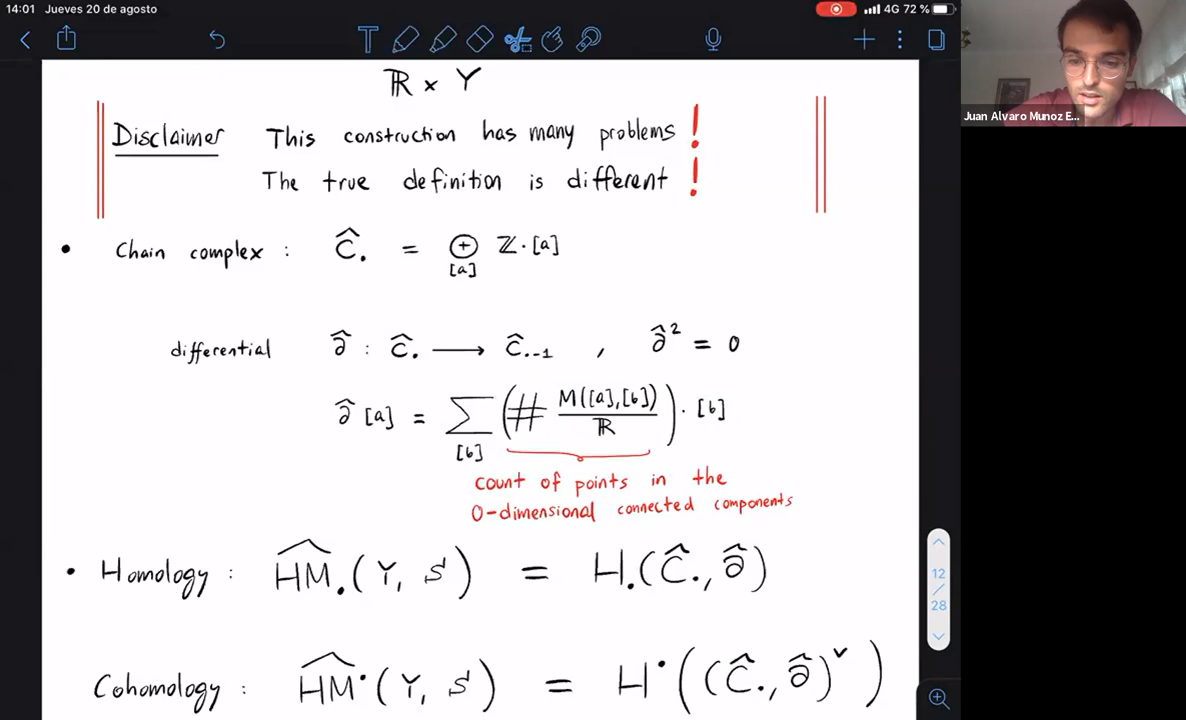 14:01 Jueves 20 de agosto
4G 72 %
ℝ × Y
Disclaimer This construction has many problems !
The true definition is different !
• Chain complex : Ĉ. = ⊕ ℤ·[a]
[a]
differential ∂̂ : Ĉ. ⟶ Ĉ.-1 , ∂̂² = 0
∂̂ [a] = ∑ (# M([a],[b]) / ℝ) · [b]
[b]
count of points in the
0-dimensional connected components
• Homology : \widehat{HM}.(Y, s) = H.(Ĉ., ∂̂)
Cohomology : \widehat{HM}^•(Y, s) = H^•((Ĉ., ∂̂)^∨)
Juan Alvaro Munoz E...
12
/
28